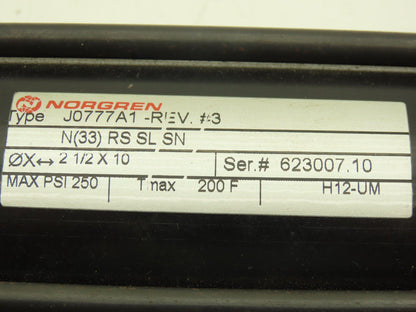 NORGREN
Type J0777A1 -REV. #3
N(33) RS SL SN
ØX↔ 2 1/2 X 10 Ser.# 623007.10
MAX PSI 250 T max 200 F H12-UM